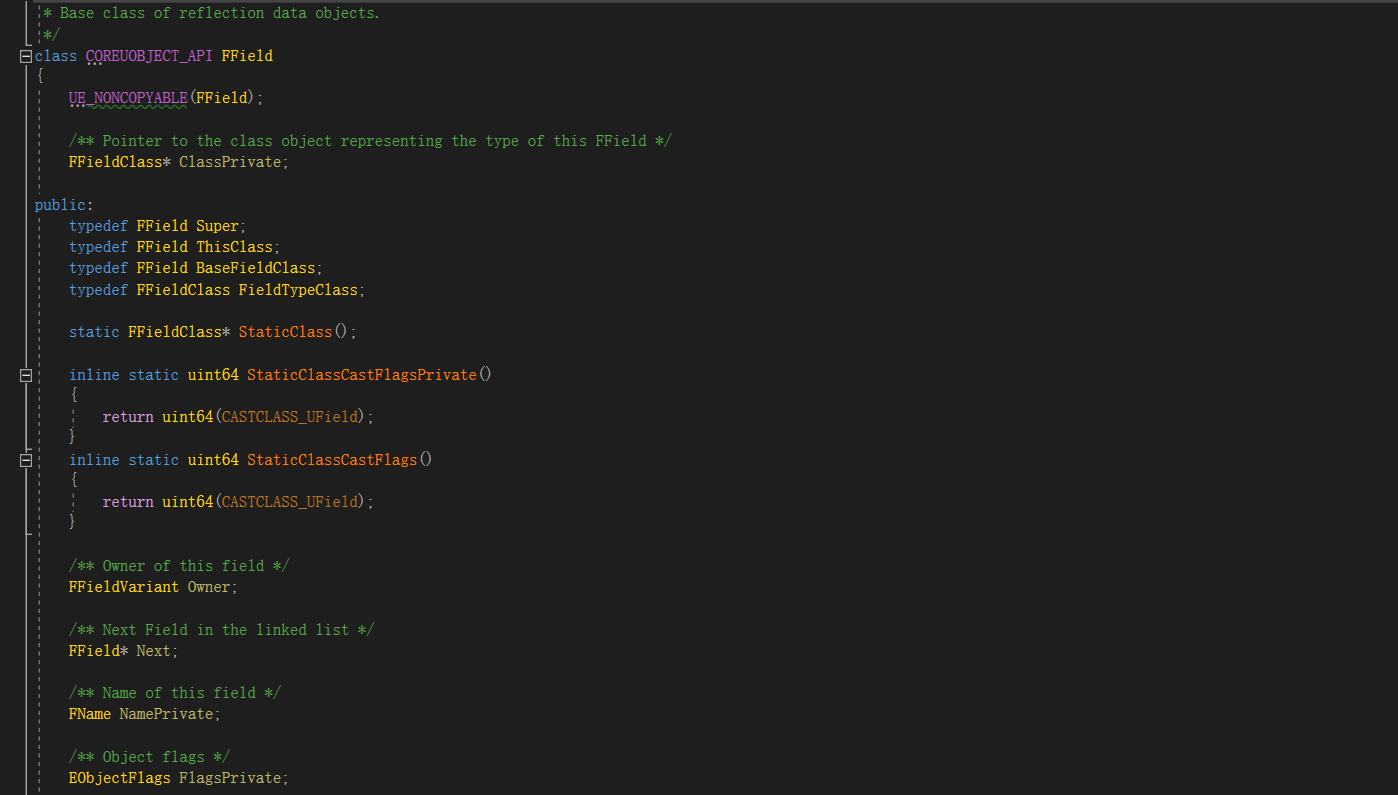 * Base class of reflection data objects.
*/
class COREUOBJECT_API FField
{
UE_NONCOPYABLE(FField);
/** Pointer to the class object representing the type of this FField */
FFieldClass* ClassPrivate;
public:
typedef FField Super;
typedef FField ThisClass;
typedef FField BaseFieldClass;
typedef FFieldClass FieldTypeClass;
static FFieldClass* StaticClass();
inline static uint64 StaticClassCastFlagsPrivate()
{
return uint64(CASTCLASS_UField);
}
inline static uint64 StaticClassCastFlags()
{
return uint64(CASTCLASS_UField);
}
/** Owner of this field */
FFieldVariant Owner;
/** Next Field in the linked list */
FField* Next;
/** Name of this field */
FName NamePrivate;
/** Object flags */
EObjectFlags FlagsPrivate;